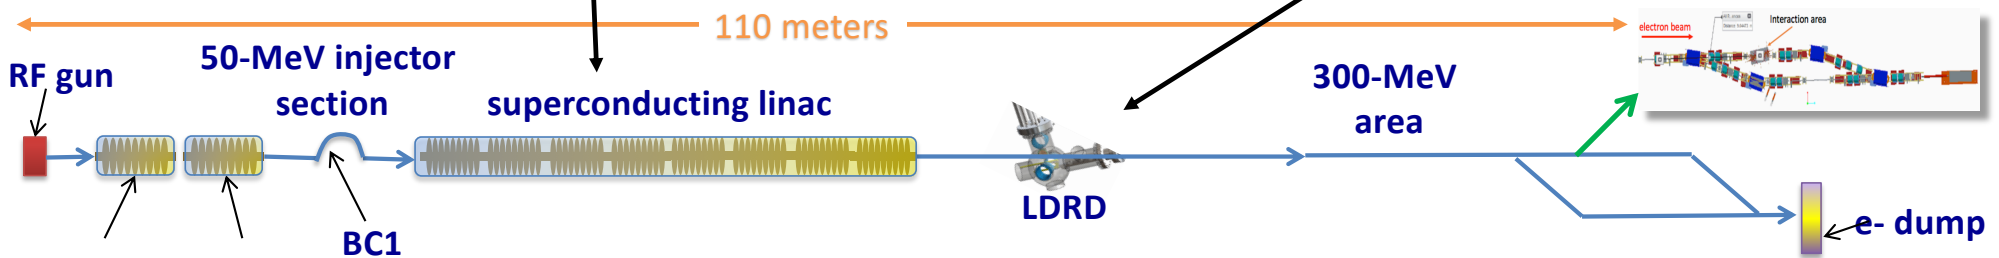 110 meters
electron beam
Interaction area
50-MeV injector
section
RF gun
superconducting linac
300-MeV
area
LDRD
BC1
e- dump